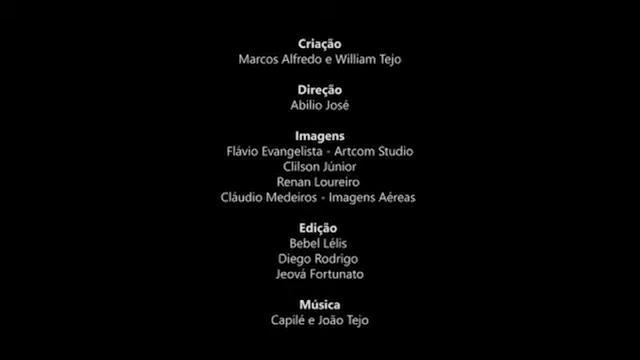 Criação
Marcos Alfredo e William Tejo
Direção
Abilio José
Imagens
Flávio Evangelista - Artcom Studio
Clilson Júnior
Renan Loureiro
Cláudio Medeiros - Imagens Aéreas
Edição
Bebel Lélis
Diego Rodrigo
Jeová Fortunato
Música
Capilé e João Tejo